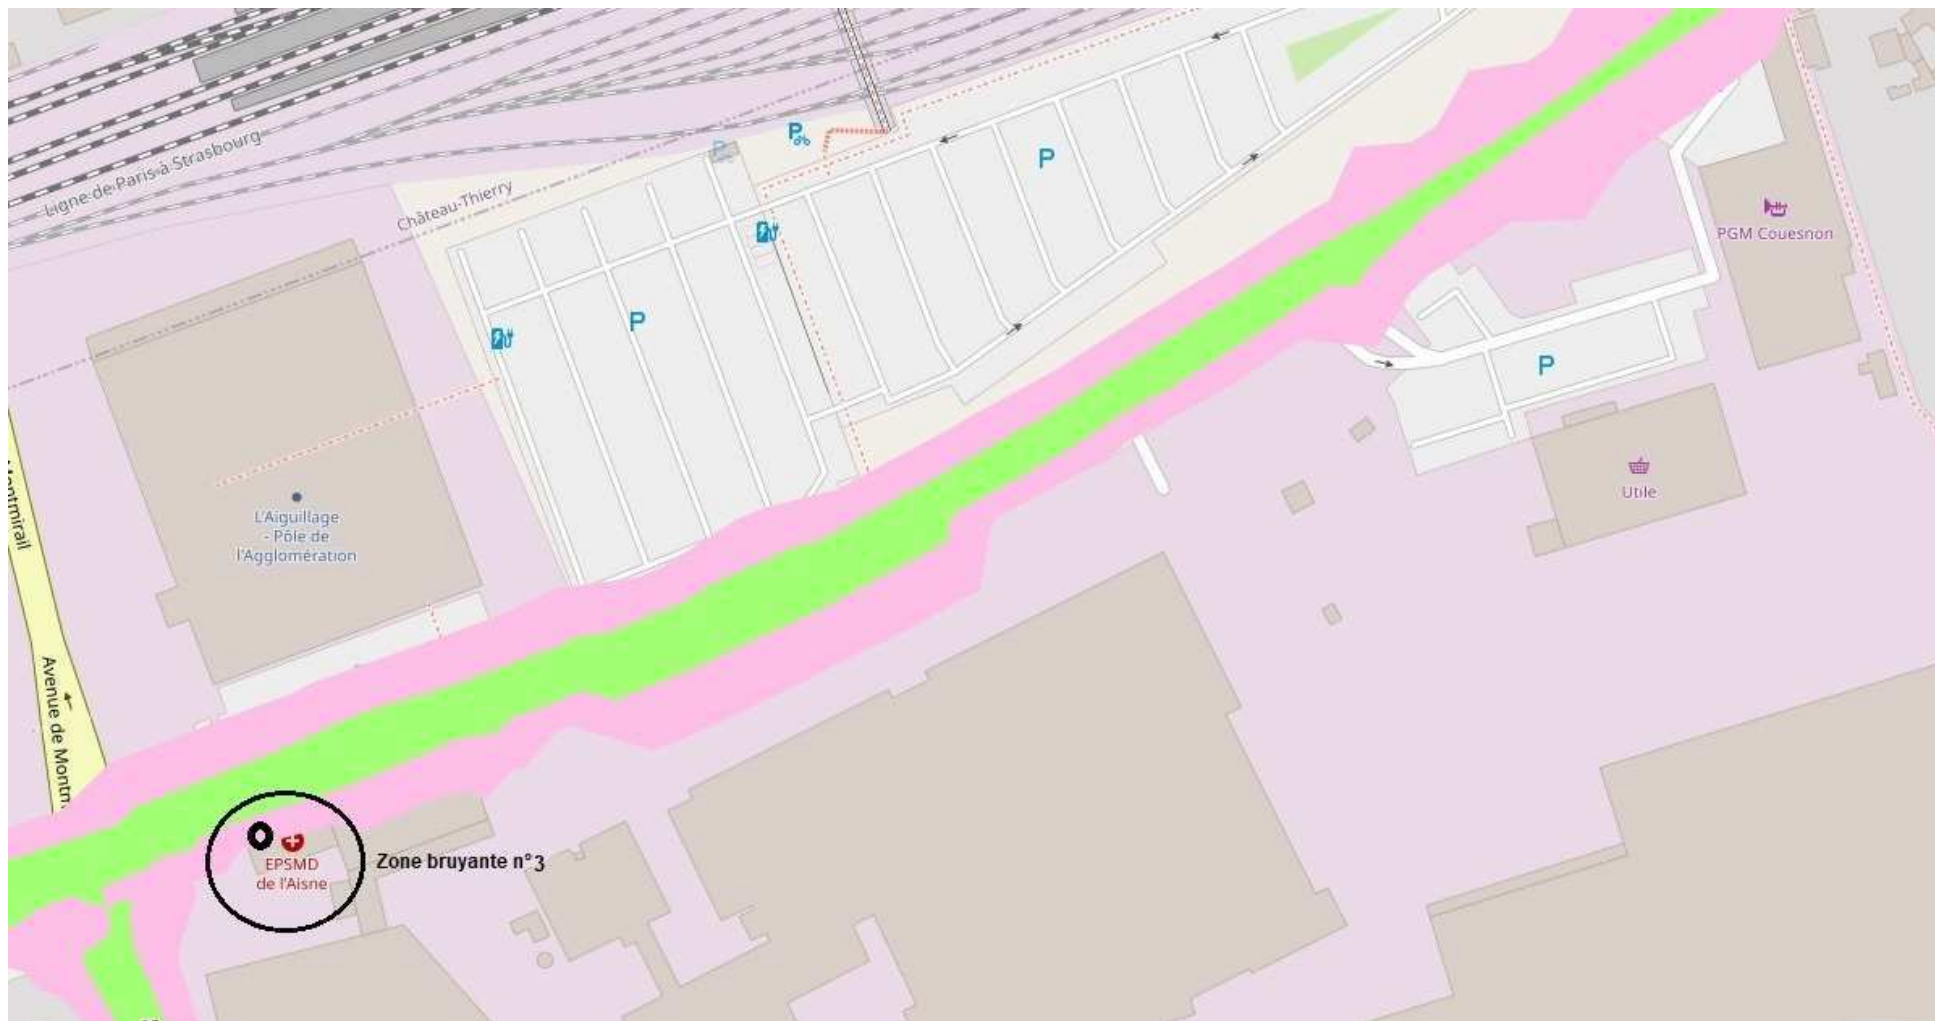 Ligne de Paris à Strasbourg
Château-Thierry
P
P
P
PGM Couesnon
P
Utile
L'Aiguillage
- Pôle de
l'Agglomération
Avenue de Montm
EPSMD
de l'Aisne
Zone bruyante n°3